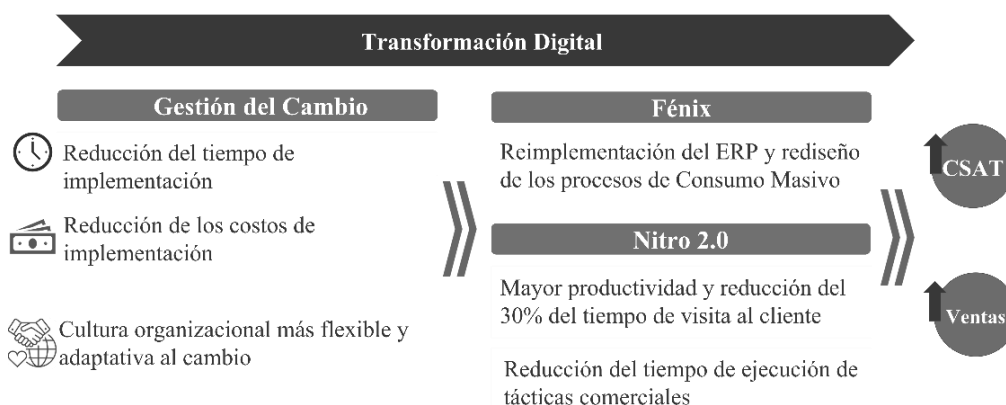 Transformación Digital
Gestión del Cambio
Reducción del tiempo de
implementación
Reducción de los costos de
implementación
Cultura organizacional más flexible y
adaptativa al cambio
Fénix
Reimplementación del ERP y rediseño
de los procesos de Consumo Masivo
Nitro 2.0
Mayor productividad y reducción del
30% del tiempo de visita al cliente
Reducción del tiempo de ejecución de
tácticas comerciales
CSAT
Ventas